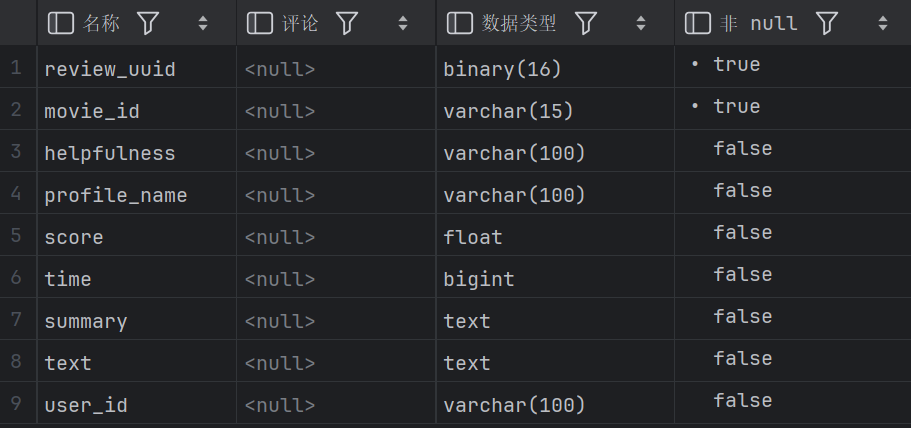 名称 评论 数据类型 非 null
1 review_uuid <null> binary(16) • true
2 movie_id <null> varchar(15) • true
3 helpfulness <null> varchar(100) false
4 profile_name <null> varchar(100) false
5 score <null> float false
6 time <null> bigint false
7 summary <null> text false
8 text <null> text false
9 user_id <null> varchar(100) false